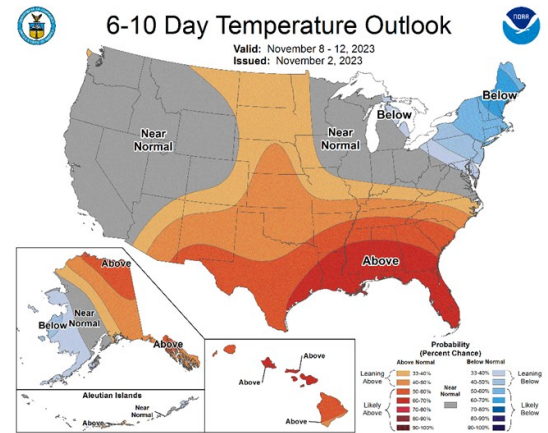 6-10 Day Temperature Outlook
Valid: November 8 - 12, 2023
Issued: November 2, 2023
NOAA
Near
Normal
Near
Normal
Below
Below
Above
Above
Near
Normal
Below
Above
Aleutian Islands
Near
Normal
Above
Above
Above
Above
Above
Probability
(Percent Chance)
Above Normal
Below Normal
Leaning
Above
33-40%
40-50%
50-60%
Likely
Above
60-70%
70-80%
80-90%
90-100%
Near
Normal
33-40%
40-50%
50-60%
60-70%
70-80%
80-90%
90-100%
Leaning
Below
Likely
Below